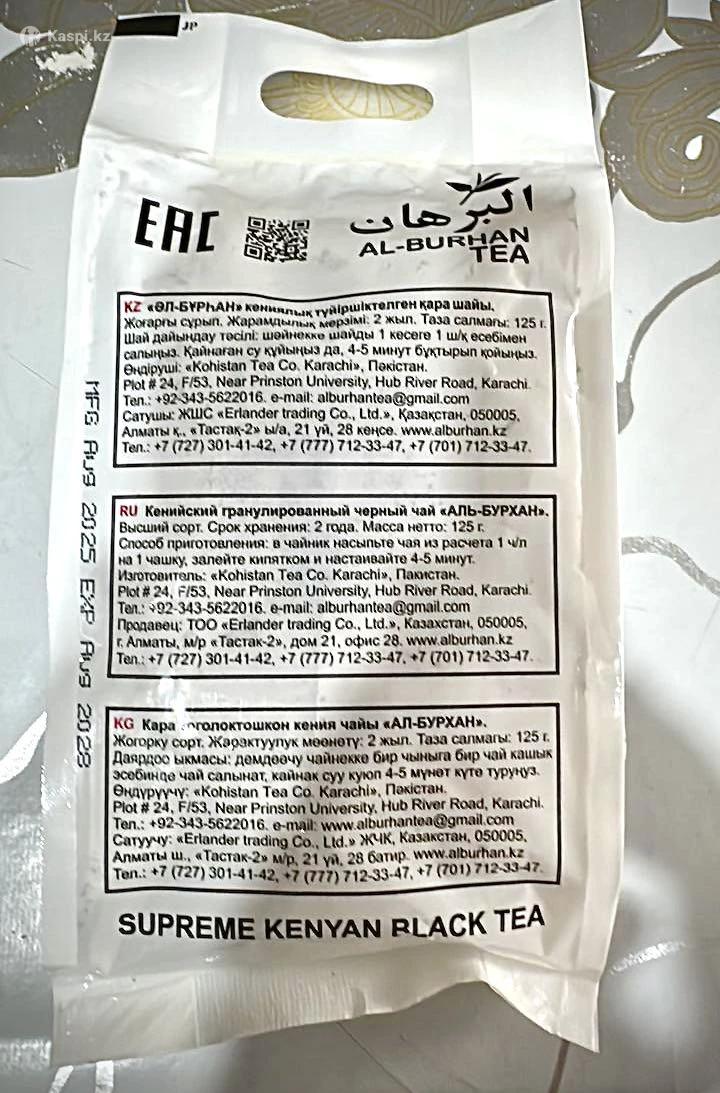 Kaspi.kz
JP
EAC
البرهان
AL-BURHAN
TEA
KZ «ӘЛ-БҰРҺАН» кениялық түйіршіктелген қара шайы.
Жоғарғы сұрып. Жарамдылық мерзімі: 2 жыл. Таза салмағы: 125 г.
Шай дайындау тәсілі: шәйнекке шайды 1 кесеге 1 ш/қ есебімен
салыңыз. Қайнаған су құйыңыз да, 4-5 минут бұқтырып қойыңыз.
Өндіруші: «Kohistan Tea Co. Karachi», Пәкістан.
Plot # 24, F/53, Near Prinston University, Hub River Road, Karachi.
Тел.: +92-343-5622016. e-mail: alburhantea@gmail.com
Сатушы: ЖШС «Erlander trading Co., Ltd.», Қазақстан, 050005,
Алматы қ., «Тастақ-2» ы/а, 21 үй, 28 кеңсе. www.alburhan.kz
Тел.: +7 (727) 301-41-42, +7 (777) 712-33-47, +7 (701) 712-33-47.
RU Кенийский гранулированный черный чай «АЛЬ-БУРХАН».
Высший сорт. Срок хранения: 2 года. Масса нетто: 125 г.
Способ приготовления: в чайник насыпьте чая из расчета 1 ч/л
на 1 чашку, залейте кипятком и настаивайте 4-5 минут.
Изготовитель: «Kohistan Tea Co. Karachi», Пакистан.
Plot # 24, F/53, Near Prinston University, Hub River Road, Karachi.
Тел.: +92-343-5622016. e-mail: alburhantea@gmail.com
Продавец: ТОО «Erlander trading Co., Ltd.», Казахстан, 050005,
г. Алматы, м/р «Тастак-2», дом 21, офис 28. www.alburhan.kz
Тел.: +7 (727) 301-41-42, +7 (777) 712-33-47, +7 (701) 712-33-47.
KG Кара тоголоктошкон кения чайы «АЛ-БУРХАН».
Жогорку сорт. Жарактуулук мөөнөтү: 2 жыл. Таза салмагы: 125 г.
Даярдоо ыкмасы: демдөөчү чайнекке бир чыныга бир чай кашык
эсебинде чай салынат, кайнак суу куюп 4-5 мүнөт күтө туруңуз.
Өндүрүүчү: «Kohistan Tea Co. Karachi», Пәкістан.
Plot # 24, F/53, Near Prinston University, Hub River Road, Karachi.
Тел.: +92-343-5622016. e-mail: www.alburhantea@gmail.com
Сатуучу: «Erlander trading Co., Ltd.» ЖЧК, Казакстан, 050005,
Алматы ш., «Тастак-2» м/р, 21 үй, 28 батир. www.alburhan.kz
Тел.: +7 (727) 301-41-42, +7 (777) 712-33-47, +7 (701) 712-33-47.
SUPREME KENYAN BLACK TEA
MFG Aug 2025 EXP Aug 2028